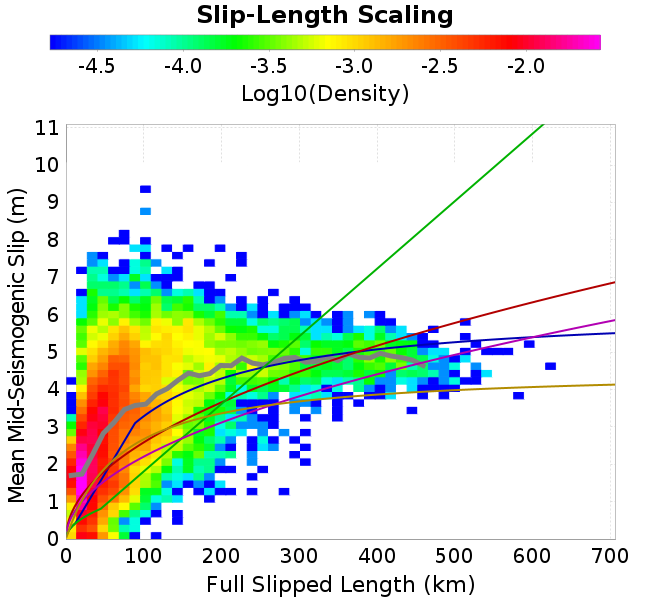 Slip-Length Scaling
-4.5 -4.0 -3.5 -3.0 -2.5 -2.0
Log10(Density)
11
10
9
8
7
6
5
4
3
2
1
0
Mean Mid-Seismogenic Slip (m)
0 100 200 300 400 500 600 700
Full Slipped Length (km)